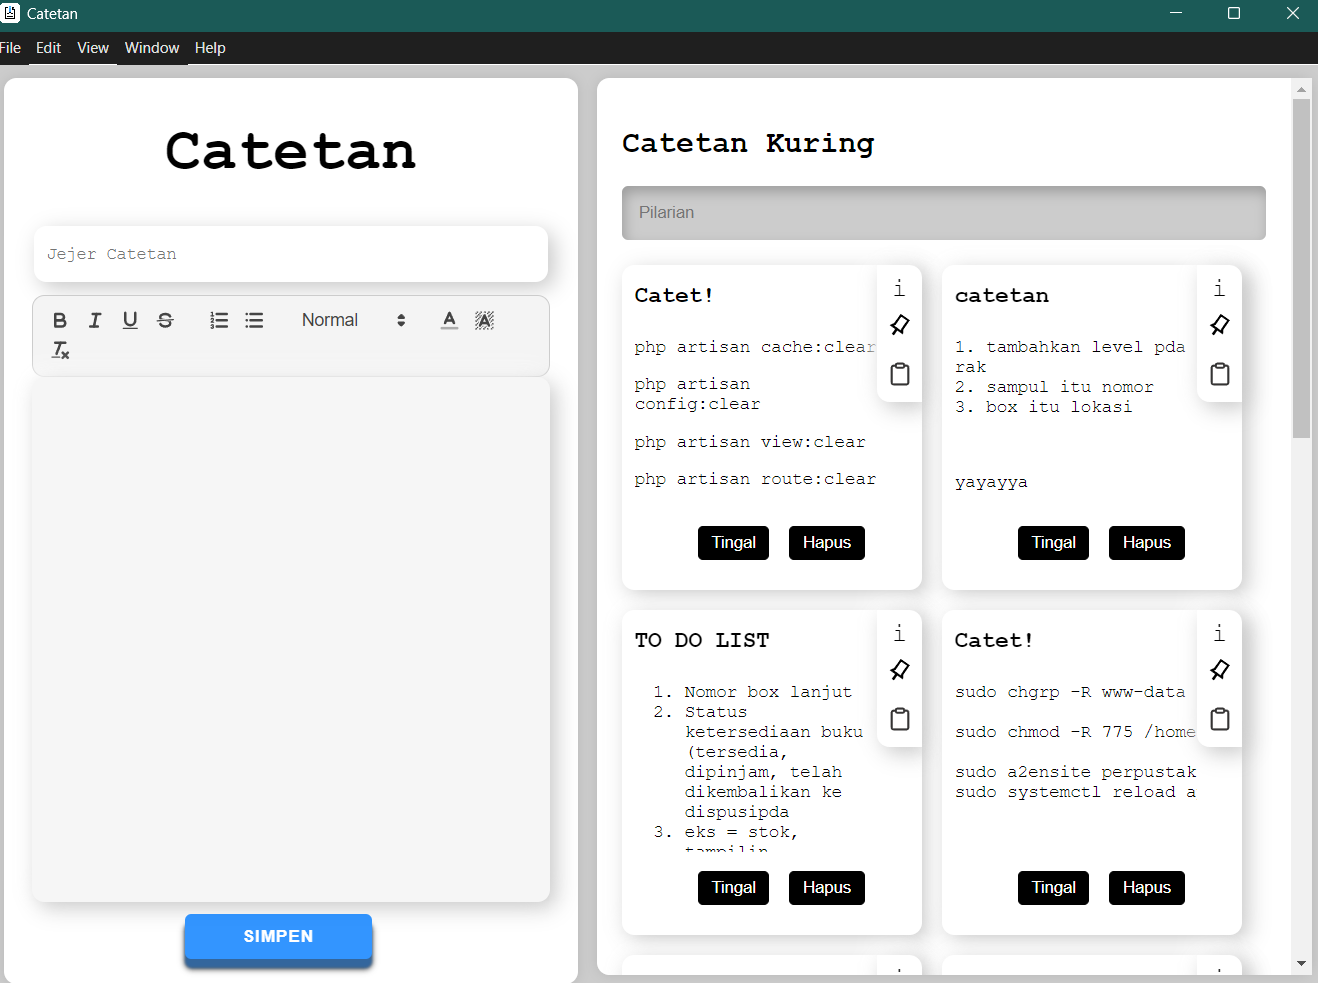 Catetan
File Edit View Window Help
Catetan
Jejer Catetan
Normal
SIMPEN
Catetan Kuring
Pilarian
Catet!
php artisan cache:clear
php artisan
config:clear
php artisan view:clear
php artisan route:clear
Tingal Hapus
catetan
1. tambahkan level pda
rak
2. sampul itu nomor
3. box itu lokasi
yayayya
Tingal Hapus
TO DO LIST
1. Nomor box lanjut
2. Status
ketersediaan buku
(tersedia,
dipinjam, telah
dikembalikan ke
dispusipda
3. eks = stok,
tampilin
Tingal Hapus
Catet!
sudo chgrp -R www-data
sudo chmod -R 775 /home
sudo a2ensite perpustak
sudo systemctl reload a
Tingal Hapus